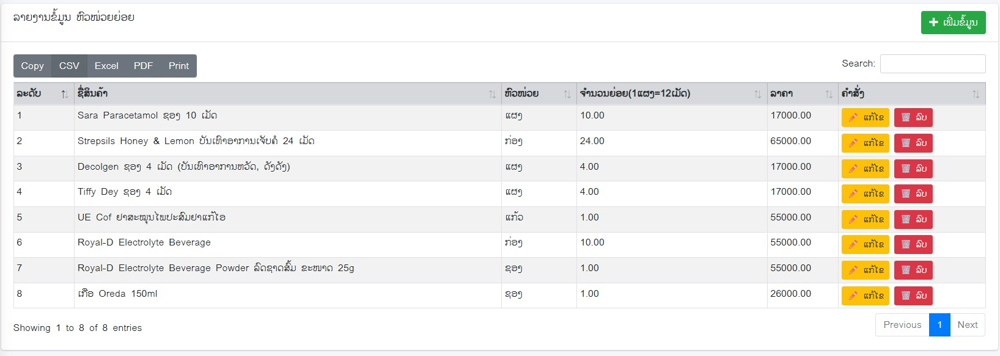 ລາຍງານຂໍ້ມູນ ຫົວໜ່ວຍຍ່ອຍ
ເພີ່ມຂໍ້ມູນ
Copy CSV Excel PDF Print
Search:
ລະດັບ ຊື່ສິນຄ້າ ຫົວໜ່ວຍ ຈຳນວນຍ່ອຍ(1ແຜງ=12ເມັດ) ລາຄາ ຄຳສັ່ງ
1 Sara Paracetamol ຊອງ 10 ເມັດ ແຜງ 10.00 17000.00 ແກ້ໄຂ ລົບ
2 Strepsils Honey & Lemon ບັນເທົາອາການເຈັບຄໍ 24 ເມັດ ກ່ອງ 24.00 65000.00 ແກ້ໄຂ ລົບ
3 Decolgen ຊອງ 4 ເມັດ (ບັນເທົາອາການຫວັດ, ດັງດັງ) ແຜງ 4.00 17000.00 ແກ້ໄຂ ລົບ
4 Tiffy Dey ຊອງ 4 ເມັດ ແຜງ 4.00 17000.00 ແກ້ໄຂ ລົບ
5 UE Cof ຢາສະໝຸນໄພປະສົມຢາແກ້ໄອ ແກ້ວ 1.00 55000.00 ແກ້ໄຂ ລົບ
6 Royal-D Electrolyte Beverage ກ່ອງ 10.00 55000.00 ແກ້ໄຂ ລົບ
7 Royal-D Electrolyte Beverage Powder ລົດຊາດສົ້ມ ຂະໜາດ 25g ຊອງ 1.00 55000.00 ແກ້ໄຂ ລົບ
8 ເກືອ Oreda 150ml ຊອງ 1.00 26000.00 ແກ້ໄຂ ລົບ
Showing 1 to 8 of 8 entries
Previous 1 Next